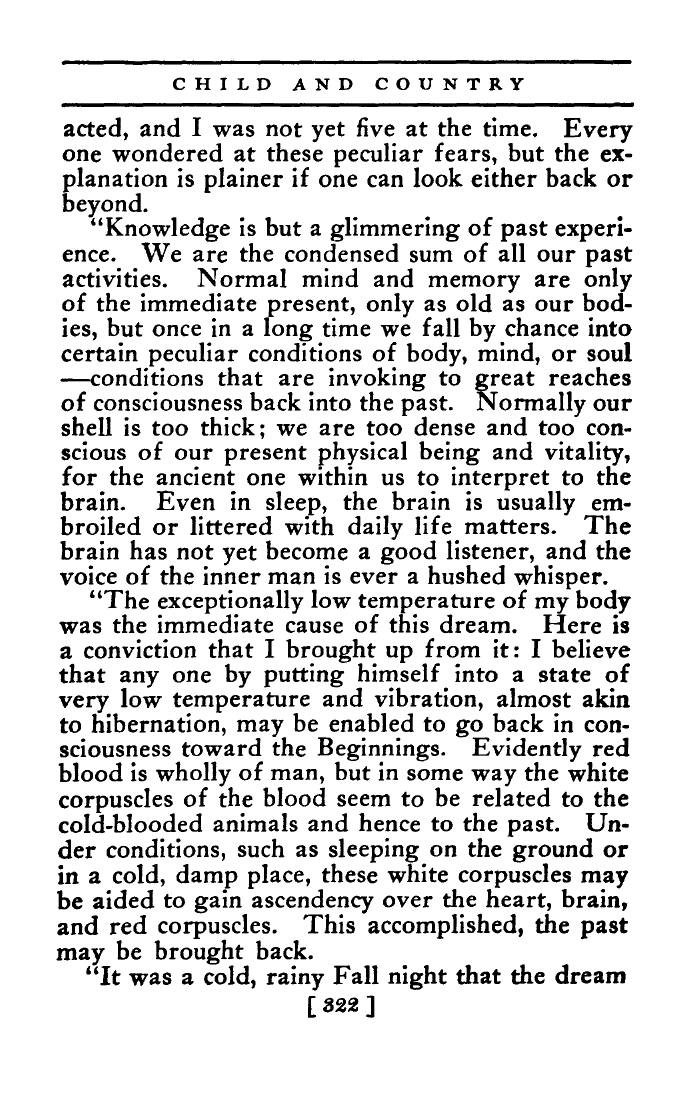 CHILD AND COUNTRY
acted, and I was not yet five at the time. Every
one wondered at these peculiar fears, but the ex-
planation is plainer if one can look either back or
beyond.
“Knowledge is but a glimmering of past experi-
ence. We are the condensed sum of all our past
activities. Normal mind and memory are only
of the immediate present, only as old as our bod-
ies, but once in a long time we fall by chance into
certain peculiar conditions of body, mind, or soul
—conditions that are invoking to great reaches
of consciousness back into the past. Normally our
shell is too thick; we are too dense and too con-
scious of our present physical being and vitality,
for the ancient one within us to interpret to the
brain. Even in sleep, the brain is usually em-
broiled or littered with daily life matters. The
brain has not yet become a good listener, and the
voice of the inner man is ever a hushed whisper.
“The exceptionally low temperature of my body
was the immediate cause of this dream. Here is
a conviction that I brought up from it: I believe
that any one by putting himself into a state of
very low temperature and vibration, almost akin
to hibernation, may be enabled to go back in con-
sciousness toward the Beginnings. Evidently red
blood is wholly of man, but in some way the white
corpuscles of the blood seem to be related to the
cold-blooded animals and hence to the past. Un-
der conditions, such as sleeping on the ground or
in a cold, damp place, these white corpuscles may
be aided to gain ascendency over the heart, brain,
and red corpuscles. This accomplished, the past
may be brought back.
“It was a cold, rainy Fall night that the dream
[ 322 ]